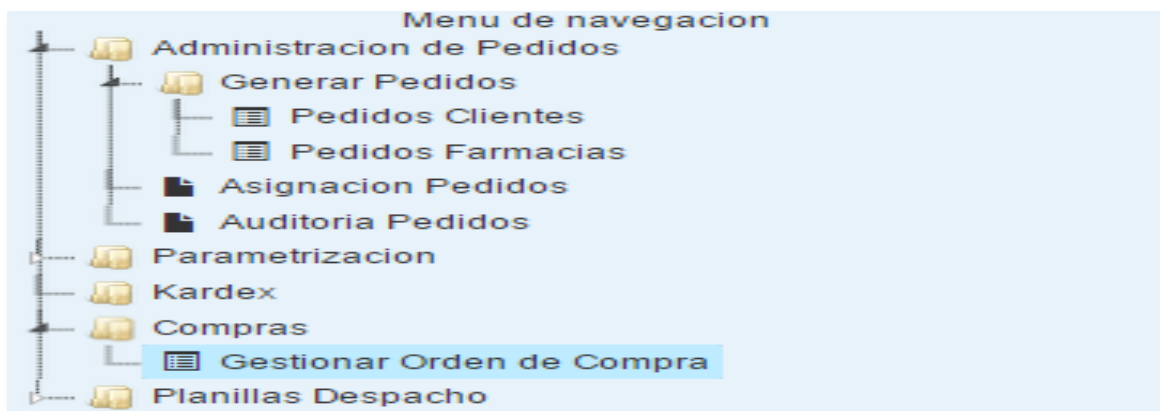 Menu de navegacion
Administracion de Pedidos
Generar Pedidos
Pedidos Clientes
Pedidos Farmacias
Asignacion Pedidos
Auditoria Pedidos
Parametrizacion
Kardex
Compras
Gestionar Orden de Compra
Planillas Despacho